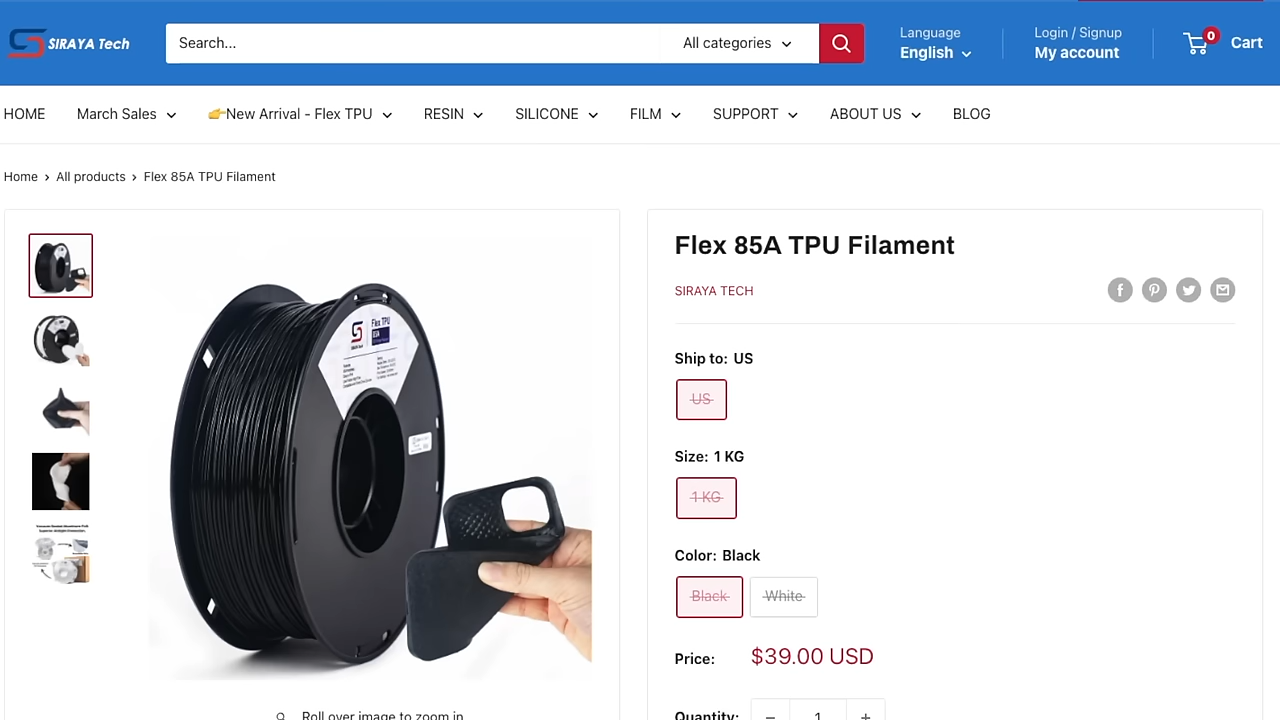 SIRAYA Tech
Search...
All categories
Language
English
Login / Signup
My account
0
Cart
HOME
March Sales
👉New Arrival - Flex TPU
RESIN
SILICONE
FILM
SUPPORT
ABOUT US
BLOG
Home › All products › Flex 85A TPU Filament
Flex TPU
85A
Flex 85A TPU Filament
SIRAYA TECH
Ship to: US
US
Size: 1 KG
1 KG
Color: Black
Black
White
Price: $39.00 USD
Quantity: − 1 +
Roll over image to zoom in